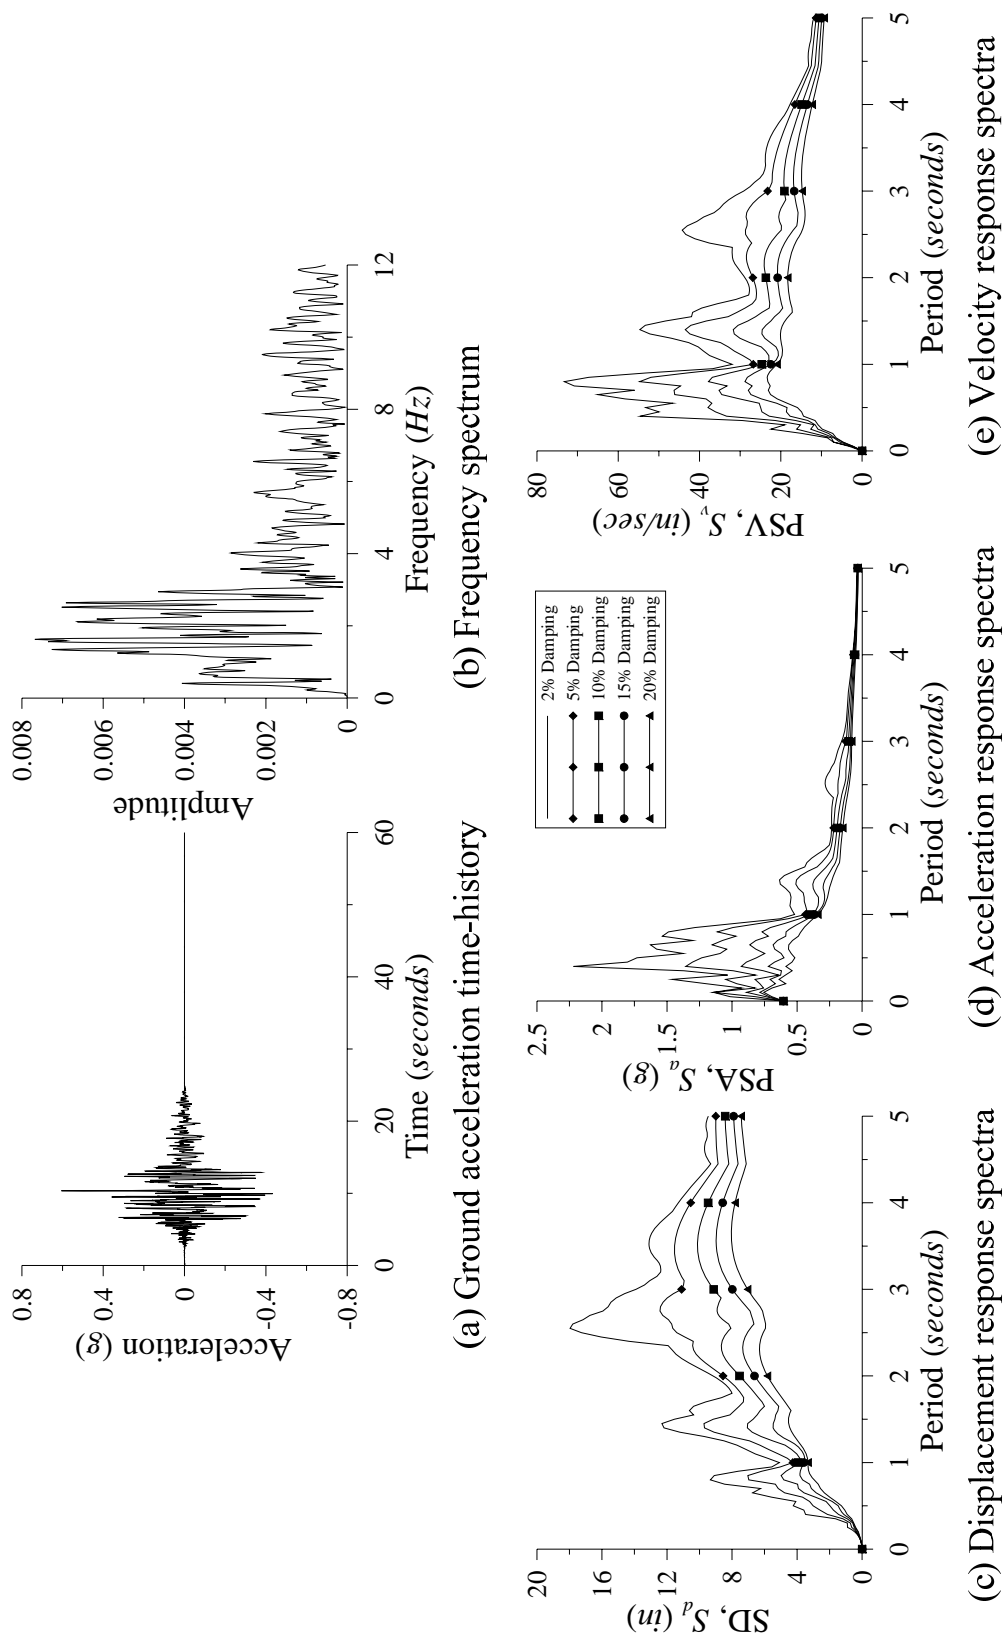 0.8
0.4
0
-0.4
-0.8
Acceleration (g)
0
20
40
60
Time (seconds)
(a) Ground acceleration time-history
0.008
0.006
0.004
0.002
0
Amplitude
0
4
8
12
Frequency (Hz)
(b) Frequency spectrum
20
16
12
8
4
0
SD, Sd (in)
0
1
2
3
4
5
Period (seconds)
(c) Displacement response spectra
2.5
2
1.5
1
0.5
0
PSA, Sa (g)
2% Damping
5% Damping
10% Damping
15% Damping
20% Damping
0
1
2
3
4
5
Period (seconds)
(d) Acceleration response spectra
80
60
40
20
0
PSV, Sv (in/sec)
0
1
2
3
4
5
Period (seconds)
(e) Velocity response spectra